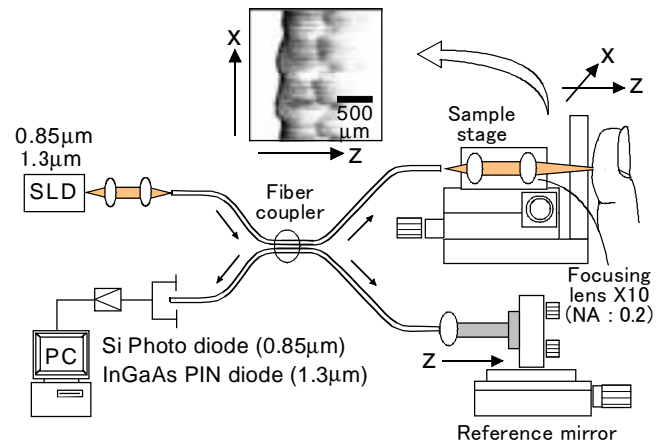 X
500
μm
Z
X
Z
Sample
stage
0.85μm
1.3μm
SLD
Fiber
coupler
Focusing
lens X10
(NA : 0.2)
PC
Si Photo diode (0.85μm)
InGaAs PIN diode (1.3μm)
Z
Reference mirror